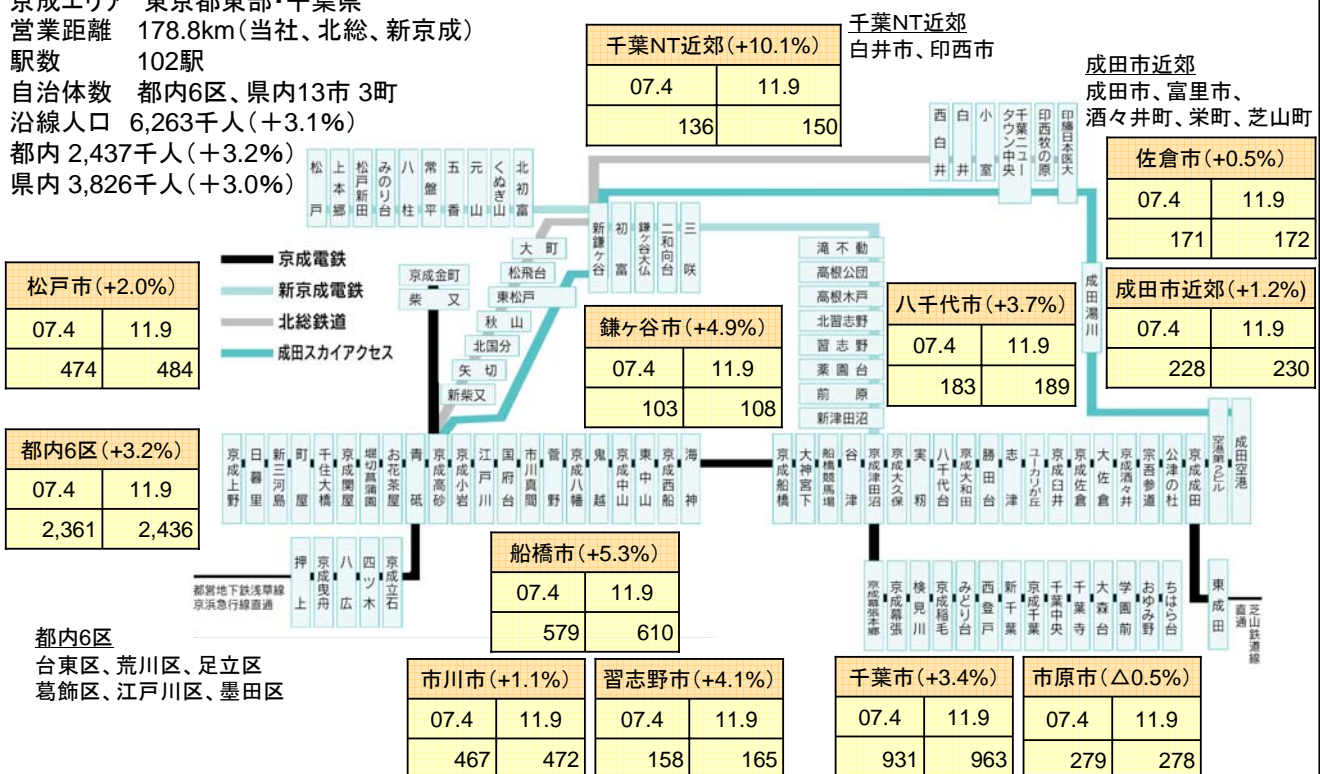 京成エリア 東京都東部・千葉県
営業距離 178.8km(当社、北総、新京成)
駅数 102駅
自治体数 都内6区、県内13市 3町
沿線人口 6,263千人(+3.1%)
都内 2,437千人(+3.2%)
県内 3,826千人(+3.0%)
千葉NT近郊(+10.1%)
07.4 11.9
136 150
千葉NT近郊
白井市、印西市
成田市近郊
成田市、富里市、
酒々井町、栄町、芝山町
佐倉市(+0.5%)
07.4 11.9
171 172
成田市近郊(+1.2%)
07.4 11.9
228 230
西白井
白井
小室
千葉ニュータウン中央
印西牧の原
印旛日本医大
松戸
上本郷
松戸新田
みのり台
八柱
常盤平
五香
元山
くぬぎ山
北初富
新鎌ヶ谷
初富
鎌ヶ谷大仏
二和向台
三咲
滝不動
高根公団
高根木戸
北習志野
習志野
薬園台
前原
新津田沼
大町
松飛台
東松戸
秋山
北国分
矢切
新柴又
京成金町
柴又
成田湯川
京成電鉄
新京成電鉄
北総鉄道
成田スカイアクセス
松戸市(+2.0%)
07.4 11.9
474 484
鎌ヶ谷市(+4.9%)
07.4 11.9
103 108
八千代市(+3.7%)
07.4 11.9
183 189
都内6区(+3.2%)
07.4 11.9
2,361 2,436
京成上野
日暮里
新三河島
町屋
千住大橋
京成関屋
堀切菖蒲園
お花茶屋
青砥
京成高砂
京成小岩
江戸川
国府台
市川真間
菅野
京成八幡
鬼越
京成中山
東中山
京成西船
海神
京成船橋
大神宮下
船橋競馬場
谷津
京成津田沼
京成大久保
実籾
八千代台
京成大和田
勝田台
志津
ユーカリが丘
京成臼井
京成佐倉
大佐倉
京成酒々井
宗吾参道
公津の杜
京成成田
空港第2ビル
成田空港
都営地下鉄浅草線
京浜急行線直通
押上
京成曳舟
八広
四ツ木
京成立石
船橋市(+5.3%)
07.4 11.9
579 610
京成幕張本郷
京成幕張
検見川
京成稲毛
みどり台
西登戸
新千葉
京成千葉
千葉中央
千葉寺
大森台
学園前
おゆみ野
ちはら台
東成田
芝山鉄道線
直通
都内6区
台東区、荒川区、足立区
葛飾区、江戸川区、墨田区
市川市(+1.1%)
07.4 11.9
467 472
習志野市(+4.1%)
07.4 11.9
158 165
千葉市(+3.4%)
07.4 11.9
931 963
市原市(△0.5%)
07.4 11.9
279 278